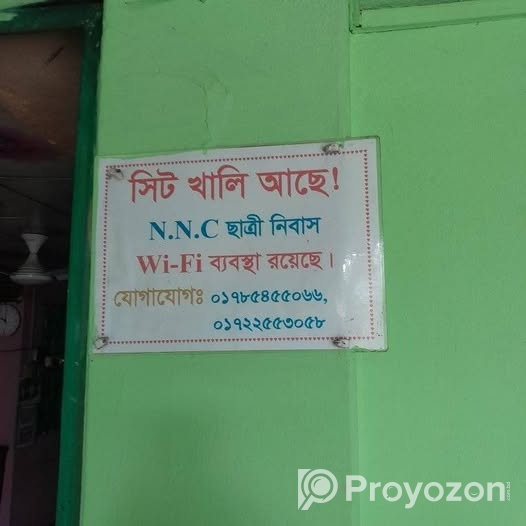 সিট খালি আছে!
N.N.C ছাত্রী নিবাস
Wi-Fi ব্যবস্থা রয়েছে।
যোগাযোগঃ ০১৭৮৫৪৫৫০৬৬,
০১৭২২৫৫৩০৫৮
Proyozon